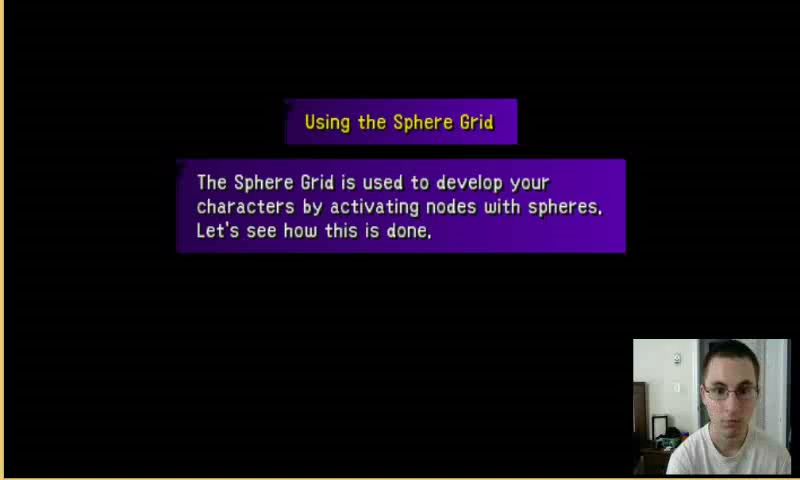 Using the Sphere Grid
The Sphere Grid is used to develop your
characters by activating nodes with spheres.
Let's see how this is done.